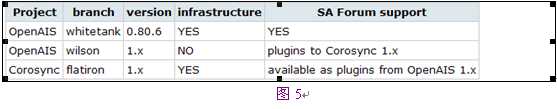 Project branch version infrastructure SA Forum support
OpenAIS whitetank 0.80.6 YES YES
OpenAIS wilson 1.x NO plugins to Corosync 1.x
Corosync flatiron 1.x YES available as plugins from OpenAIS 1.x
图 5